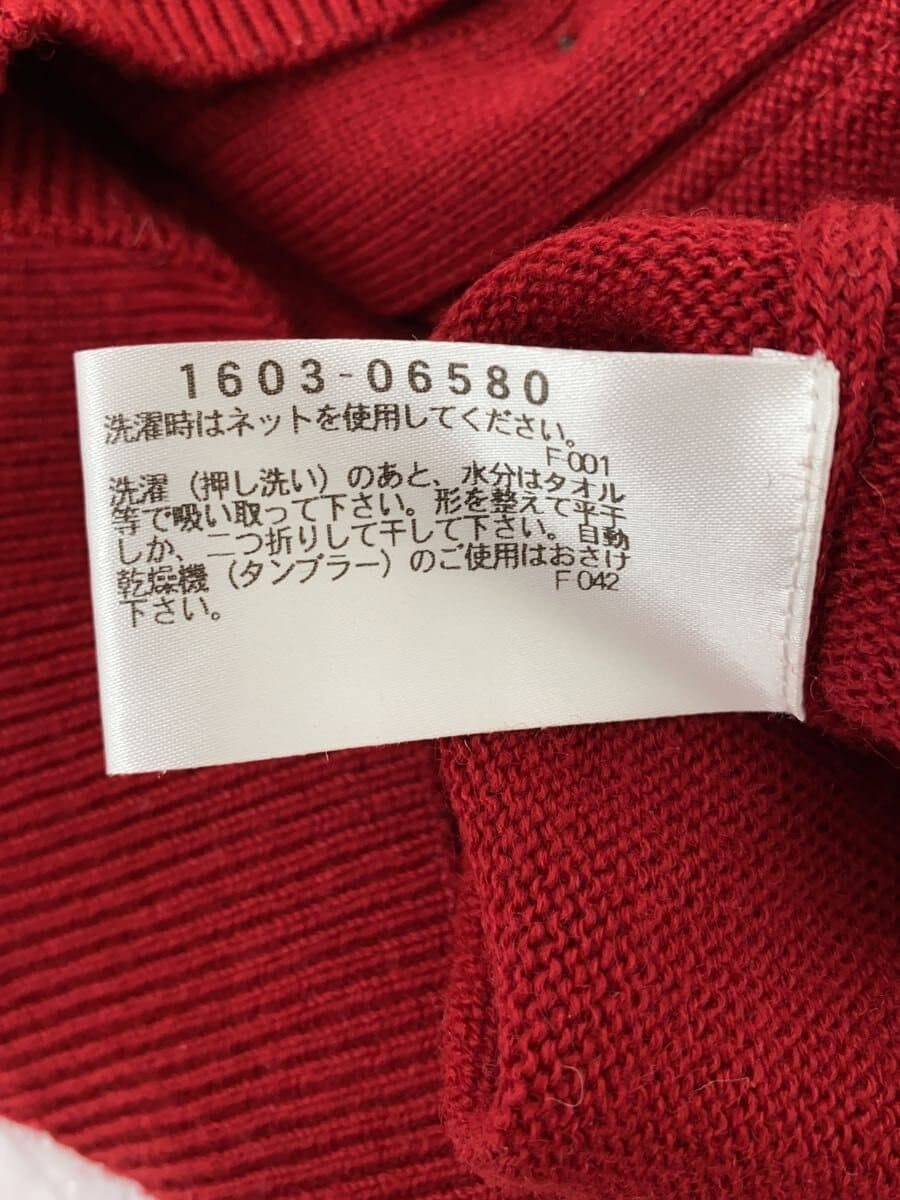 1603-06580
洗濯時はネットを使用してください。
F 001
洗濯（押し洗い）のあと、水分はタオル
等で吸い取って下さい。形を整えて平干
しか、二つ折りして干して下さい。自動
乾燥機（タンブラー）のご使用はおさけ
下さい。
F 042